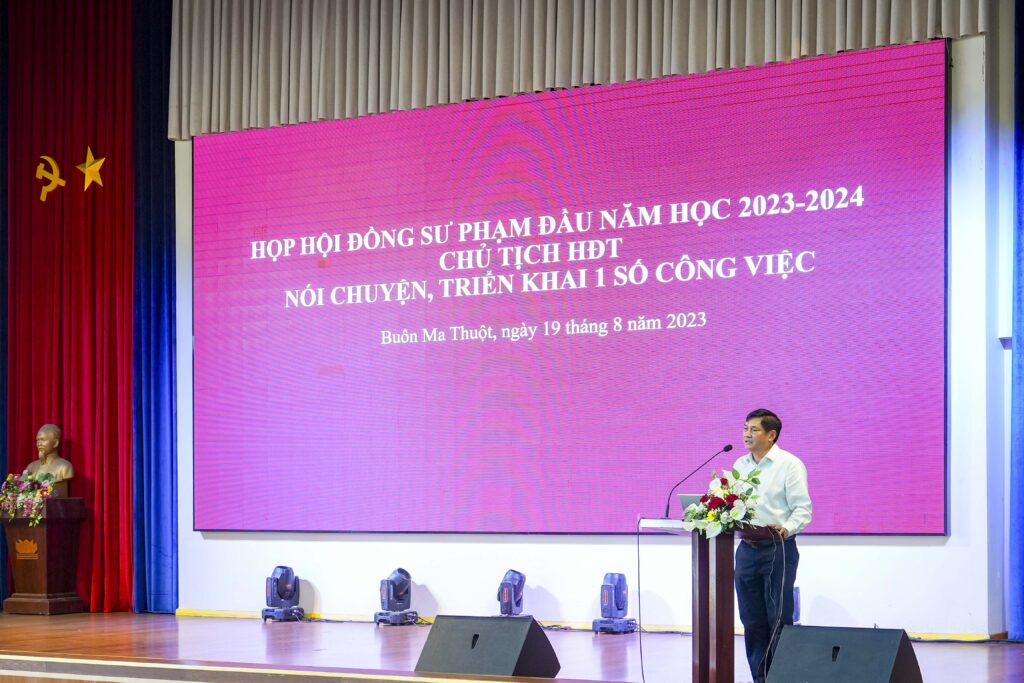 HỌP HỘI ĐỒNG SƯ PHẠM ĐẦU NĂM HỌC 2023-2024
CHỦ TỊCH HĐT
NÓI CHUYỆN, TRIỂN KHAI 1 SỐ CÔNG VIỆC
Buôn Ma Thuột, ngày 19 tháng 8 năm 2023